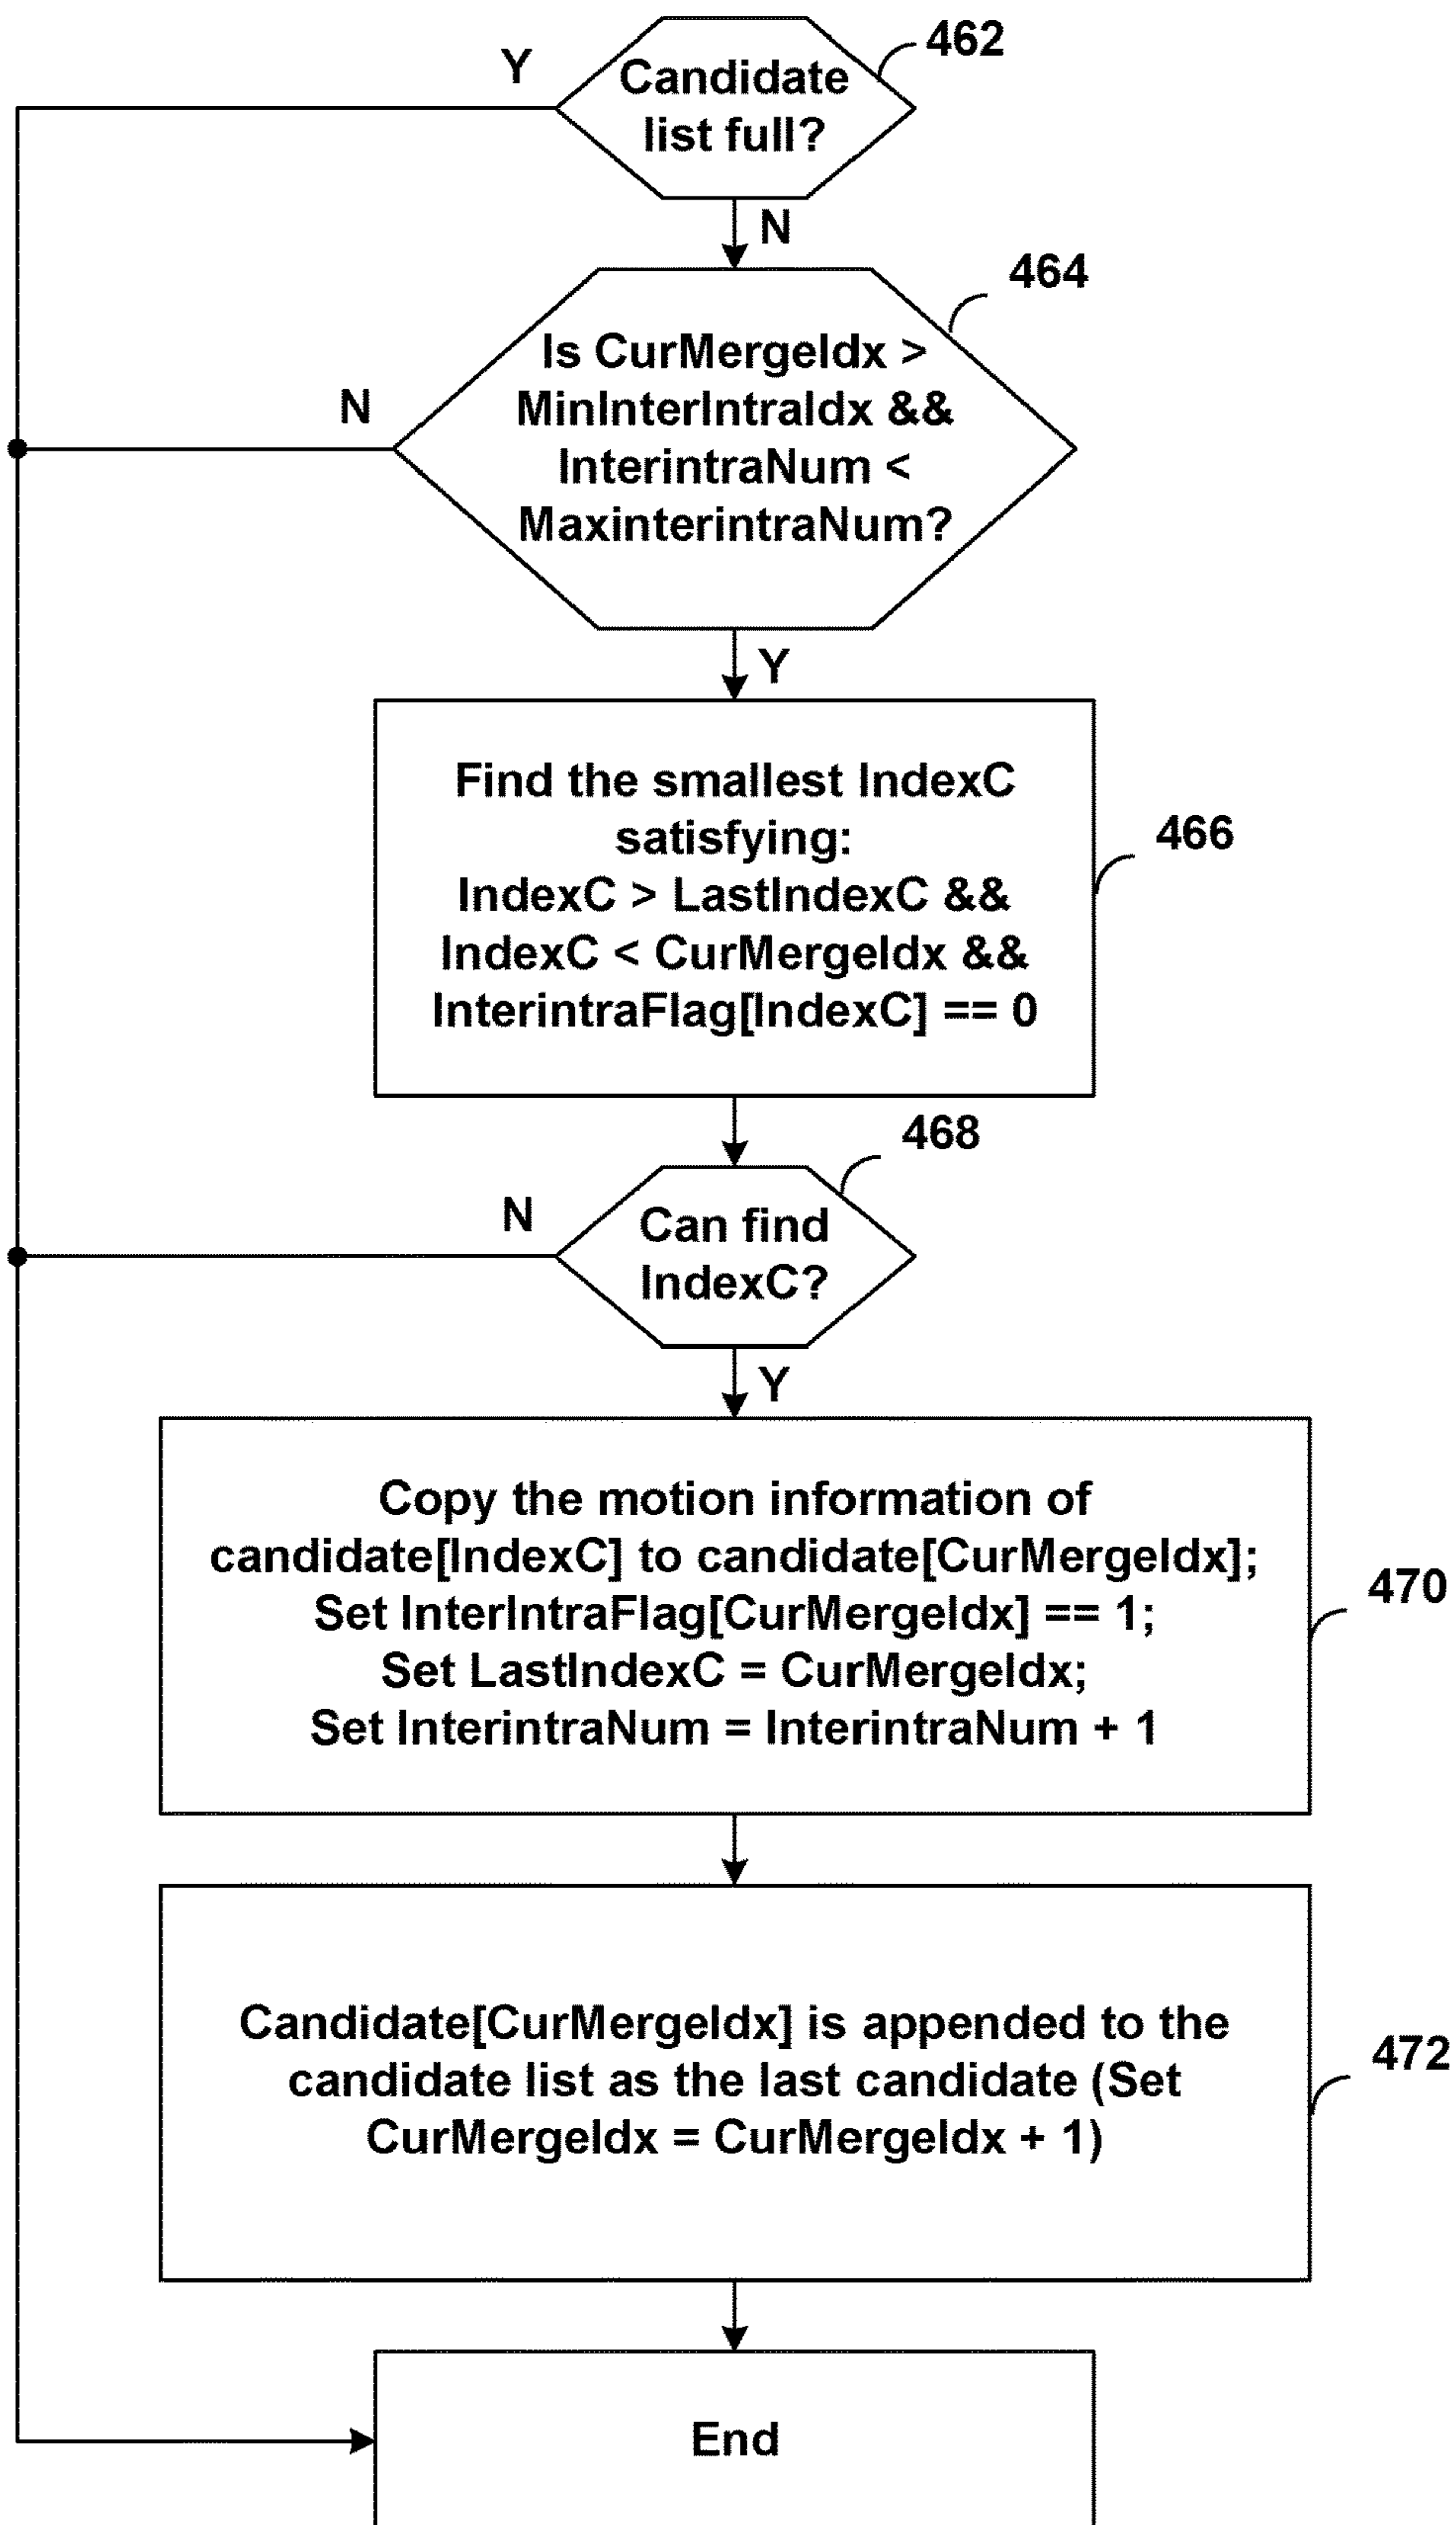 462
Y
Candidate
list full?
N
464
Is CurMergeIdx >
MinInterIntraIdx &&
InterintraNum <
MaxinterintraNum?
N
Y
Find the smallest IndexC
satisfying:
IndexC > LastIndexC &&
IndexC < CurMergeIdx &&
InterintraFlag[IndexC] == 0
466
468
N
Can find
IndexC?
Y
Copy the motion information of
candidate[IndexC] to candidate[CurMergeIdx];
Set InterIntraFlag[CurMergeIdx] == 1;
Set LastIndexC = CurMergeIdx;
Set InterintraNum = InterintraNum + 1
470
Candidate[CurMergeIdx] is appended to the
candidate list as the last candidate (Set
CurMergeIdx = CurMergeIdx + 1)
472
End